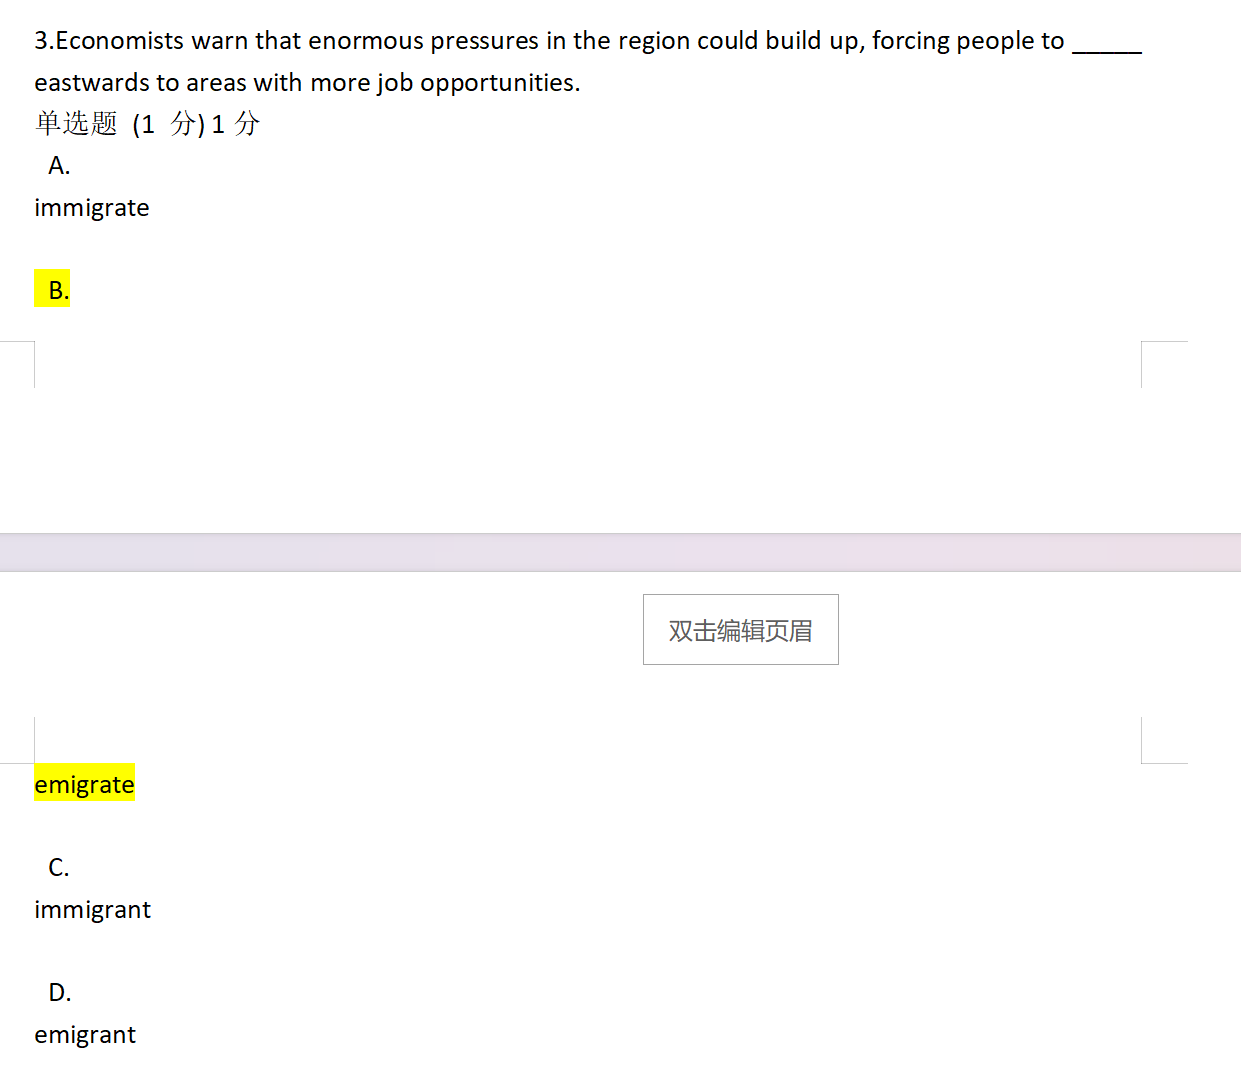 3.Economists warn that enormous pressures in the region could build up, forcing people to _____
eastwards to areas with more job opportunities.
单选题 (1 分) 1 分
A.
immigrate
B.
双击编辑页眉
emigrate
C.
immigrant
D.
emigrant